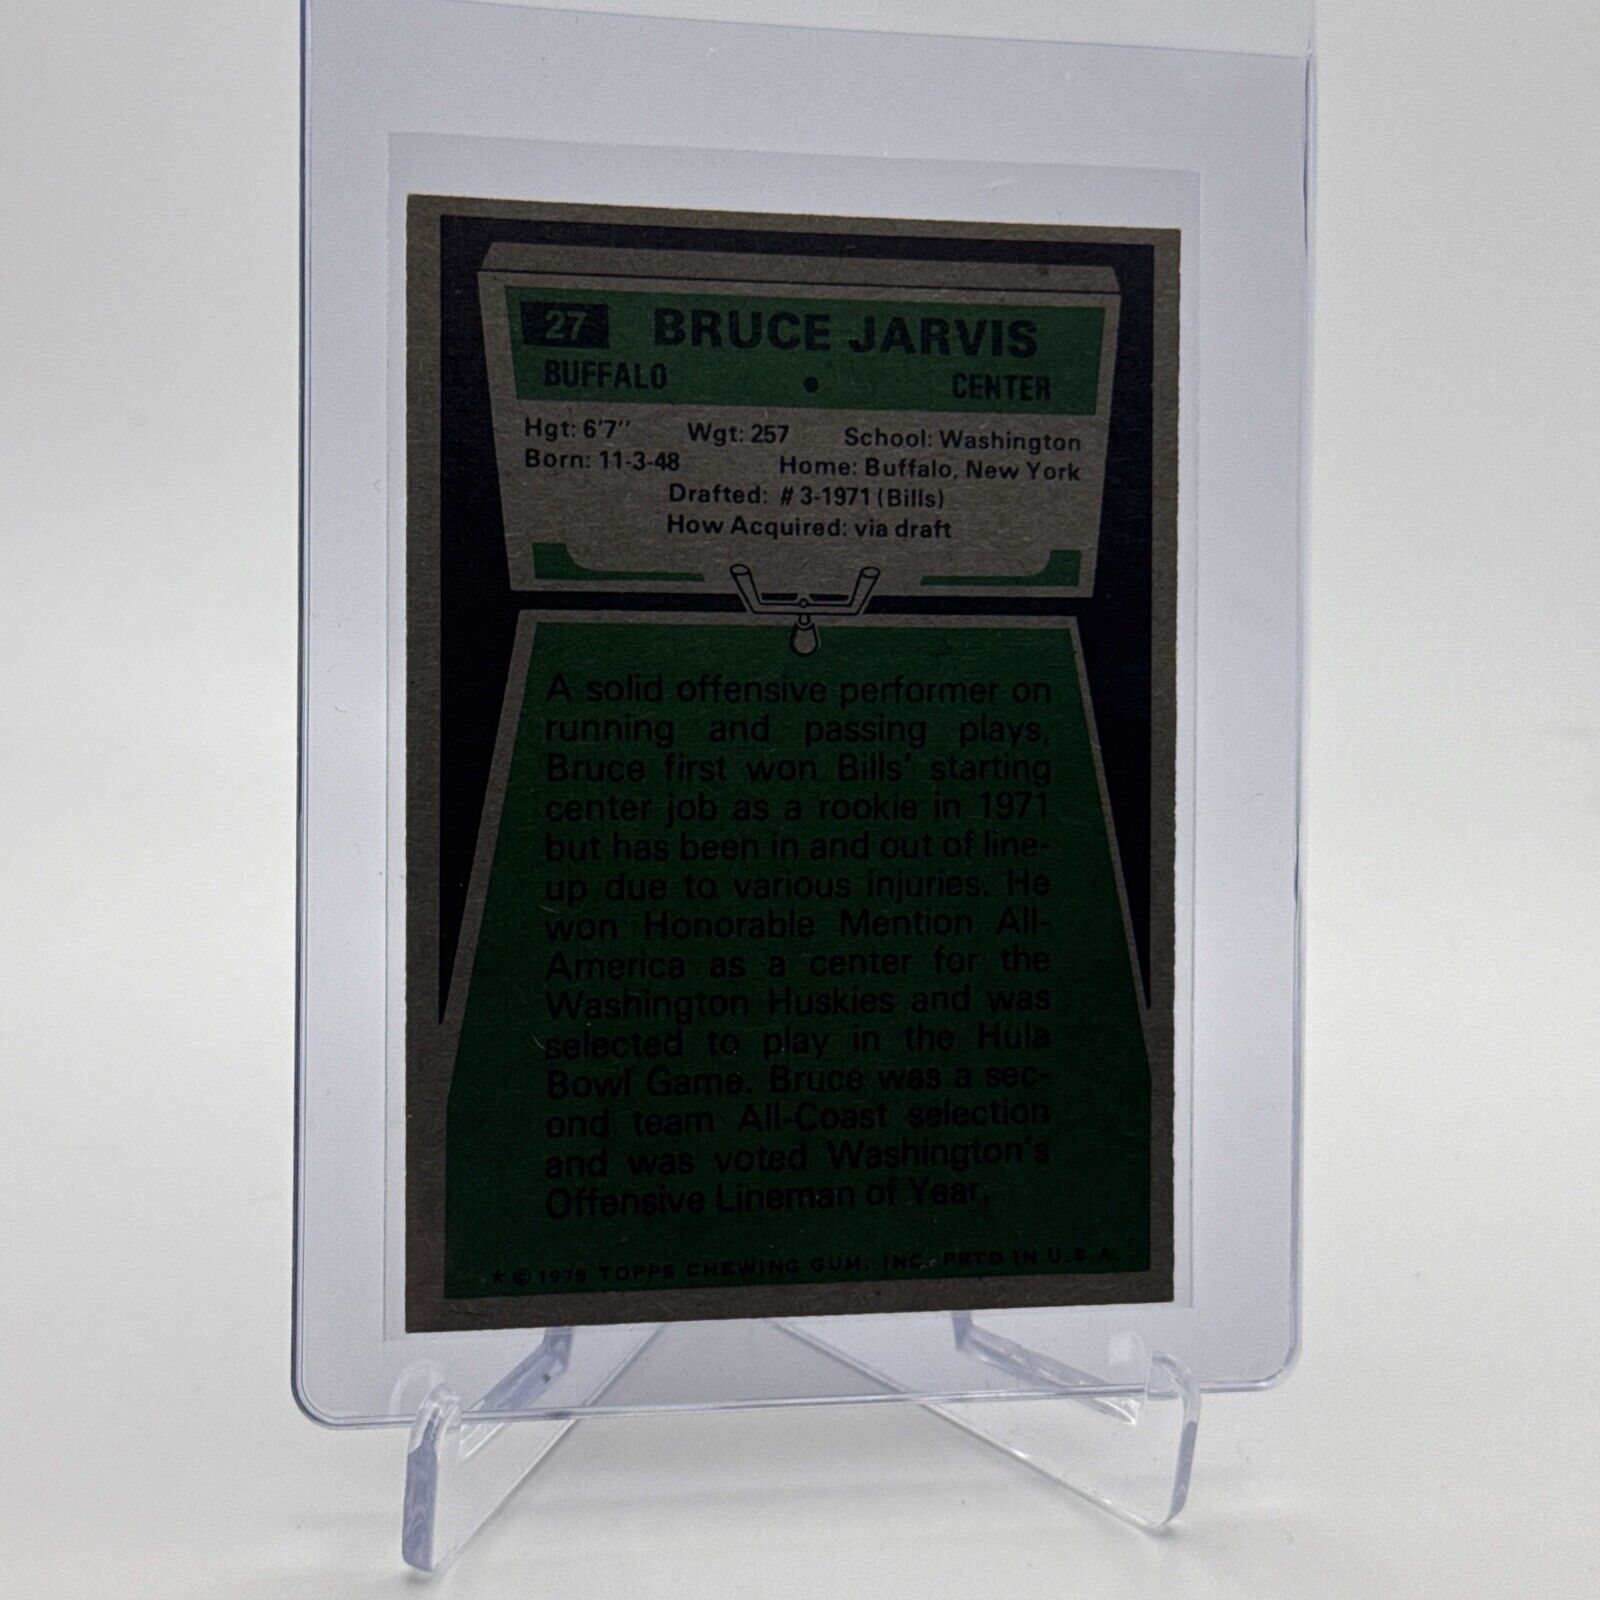 27 BRUCE JARVIS
BUFFALO • CENTER
Hgt: 6'7" Wgt: 257 School: Washington
Born: 11-3-48 Home: Buffalo, New York
Drafted: #3-1971 (Bills)
How Acquired: via draft
A solid offensive performer on
running and passing plays,
Bruce first won Bills' starting
center job as a rookie in 1971
but has been in and out of line-
up due to various injuries. He
won Honorable Mention All-
America as a center for the
Washington Huskies and was
selected to play in the Hula
Bowl Game. Bruce was a sec-
ond team All-Coast selection
and was voted Washington's
Offensive Lineman of Year.
★ © 1975 TOPPS CHEWING GUM, INC. PRTD IN U.S.A.